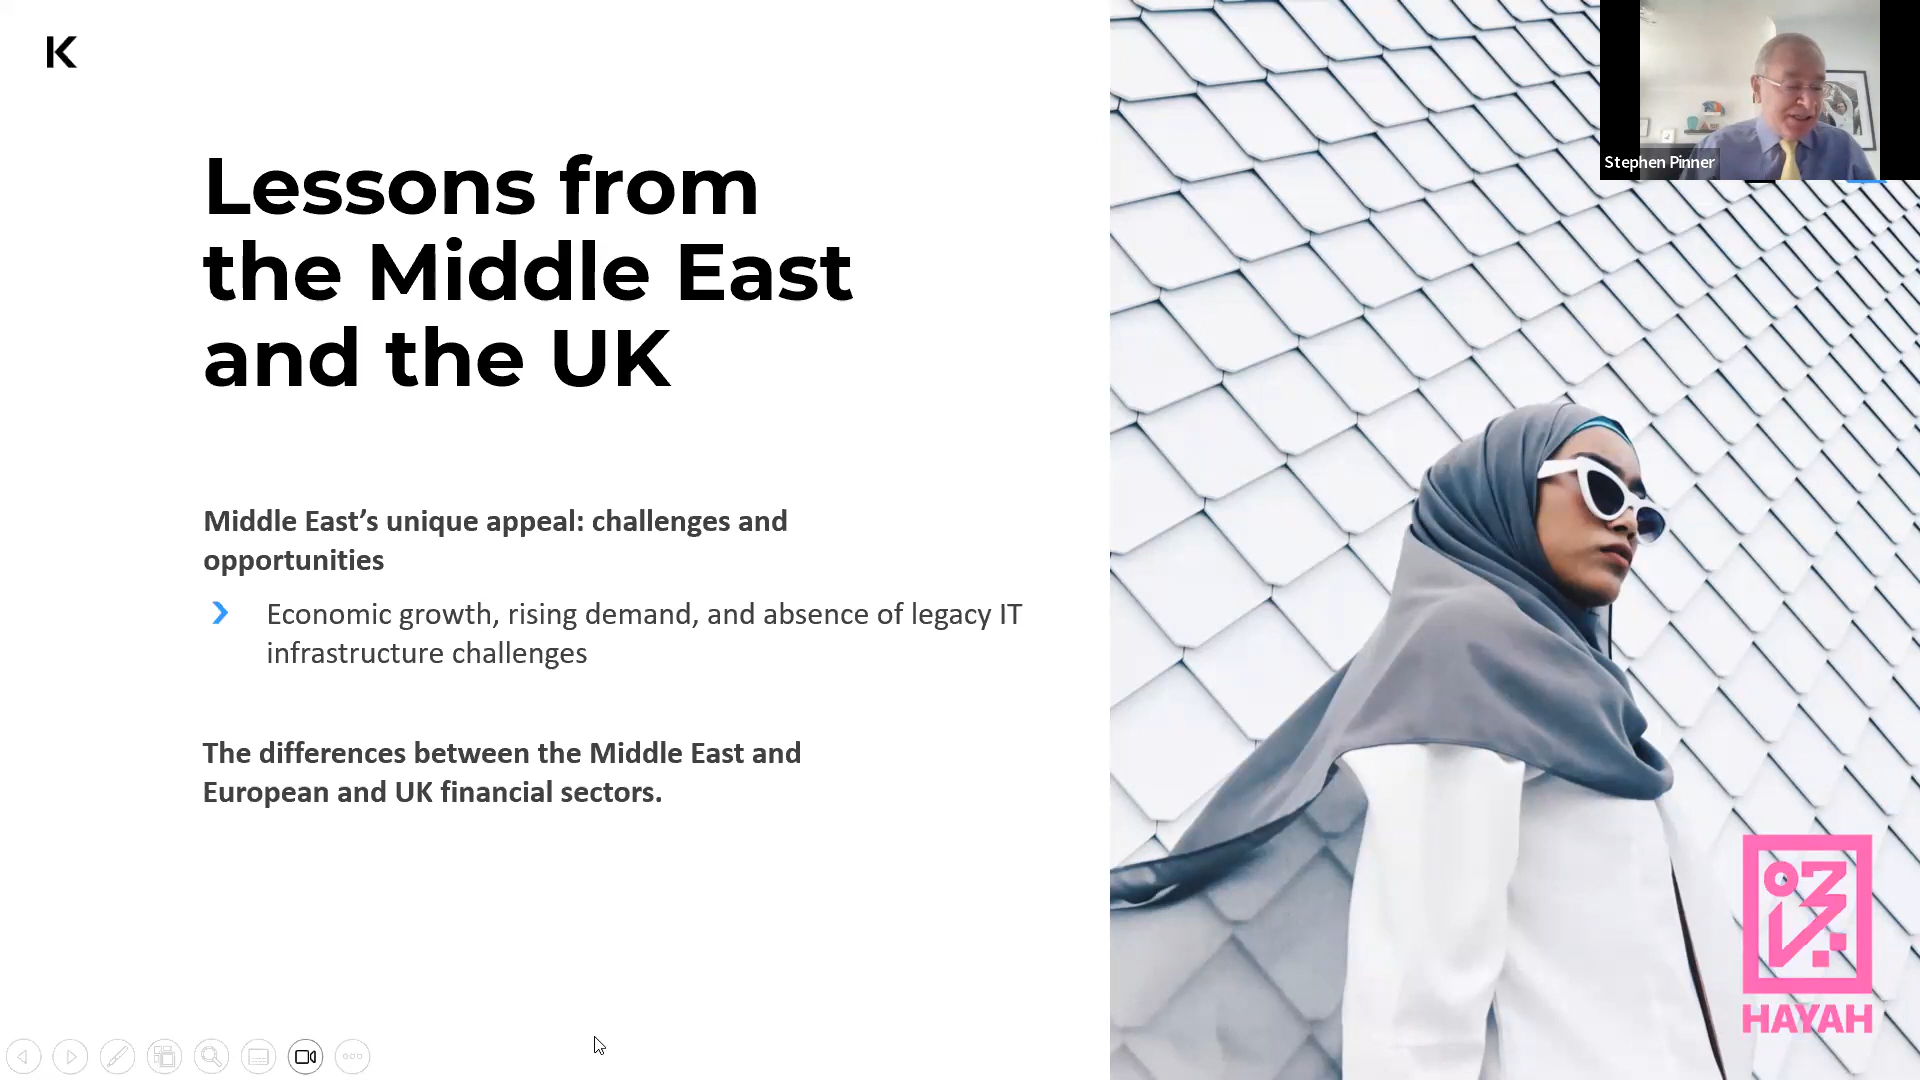 K
Lessons from
the Middle East
and the UK
Middle East’s unique appeal: challenges and
opportunities
Economic growth, rising demand, and absence of legacy IT
infrastructure challenges
The differences between the Middle East and
European and UK financial sectors.
Stephen Pinner
HAYAH